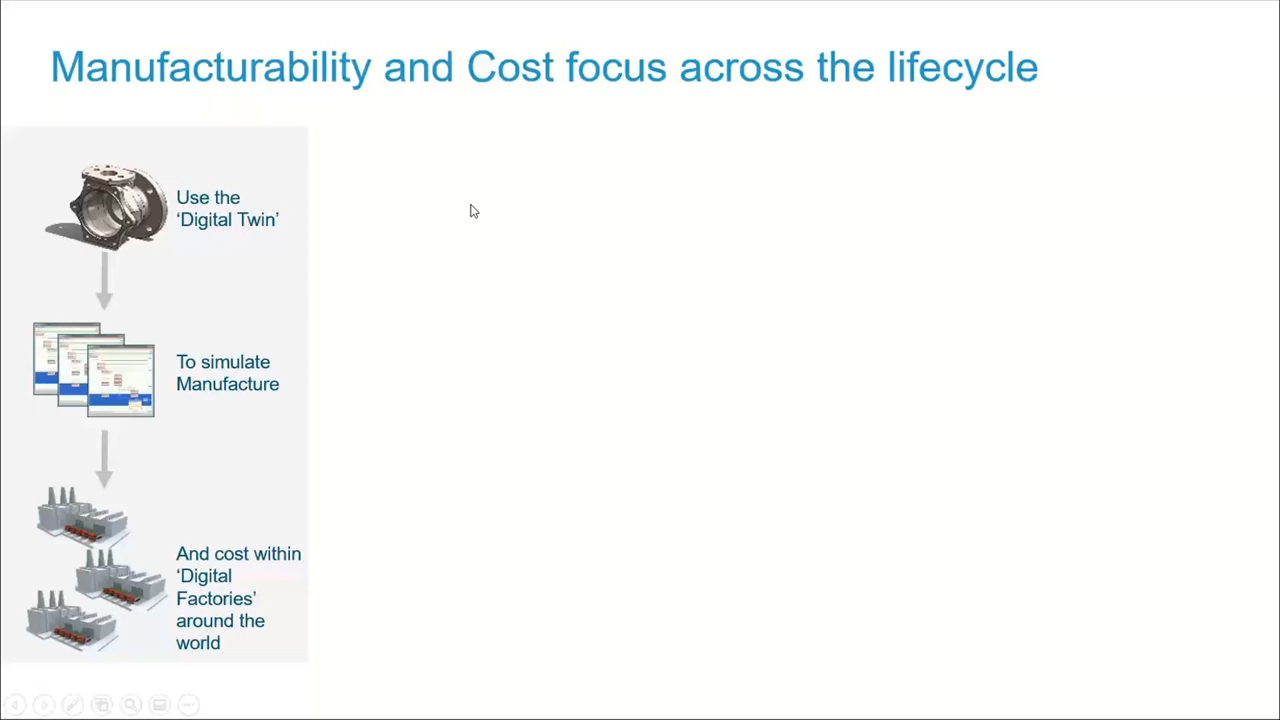 Manufacturability and Cost focus across the lifecycle
Use the
‘Digital Twin’
To simulate
Manufacture
And cost within
‘Digital
Factories’
around the
world